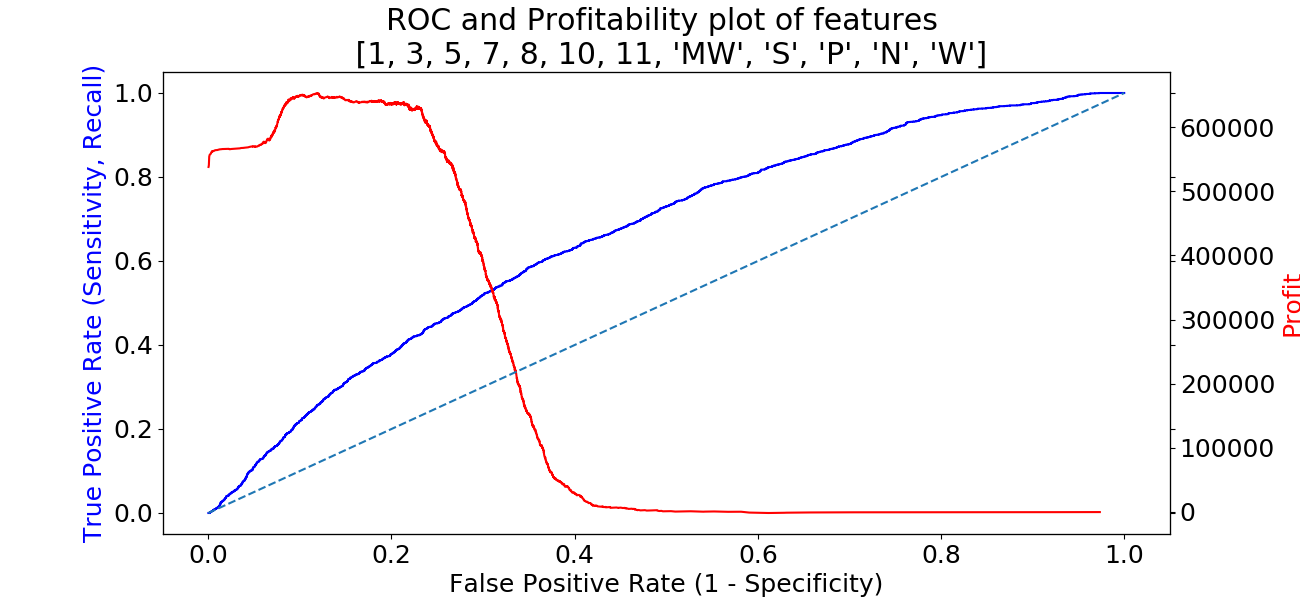 ROC and Profitability plot of features
[1, 3, 5, 7, 8, 10, 11, 'MW', 'S', 'P', 'N', 'W']
True Positive Rate (Sensitivity, Recall)
1.0
0.8
0.6
0.4
0.2
0.0
600000
500000
400000
300000
200000
100000
0
Profit
0.0 0.2 0.4 0.6 0.8 1.0
False Positive Rate (1 - Specificity)